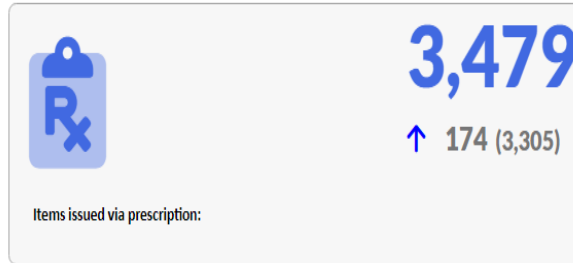 3,479
Rx
↑ 174 (3,305)
Items issued via prescription: